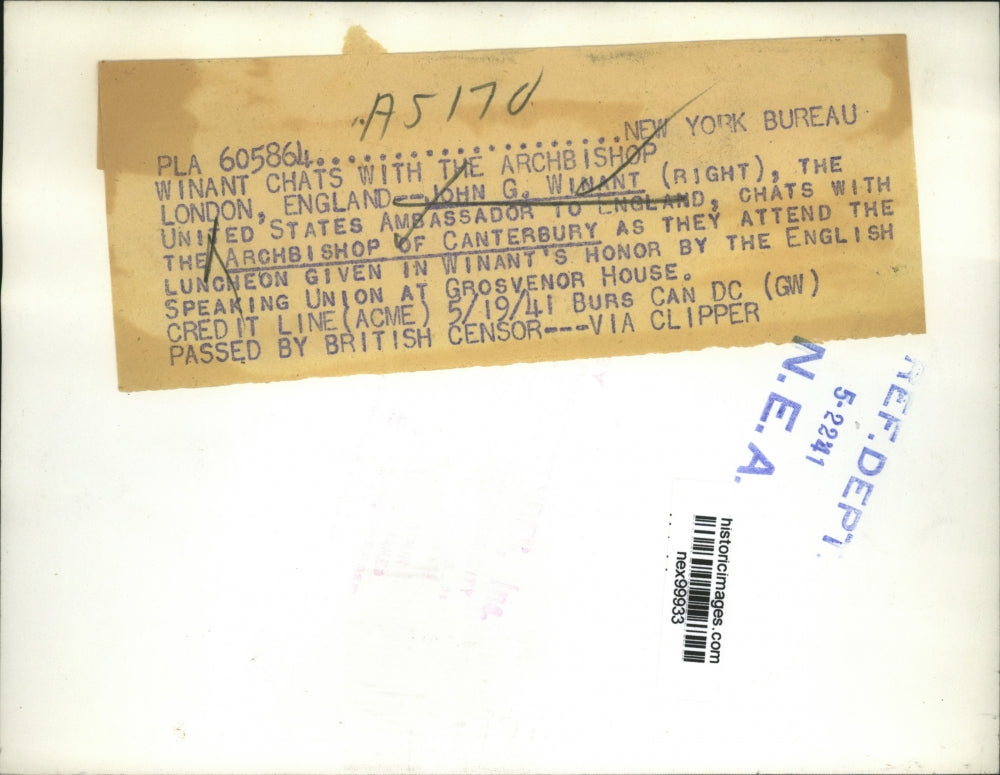 A5170
PLA 605864....................NEW YORK BUREAU
WINANT CHATS WITH THE ARCHBISHOP
LONDON, ENGLAND--JOHN G. WINANT (RIGHT), THE
UNITED STATES AMBASSADOR TO ENGLAND, CHATS WITH
THE ARCHBISHOP OF CANTERBURY AS THEY ATTEND THE
LUNCHEON GIVEN IN WINANT'S HONOR BY THE ENGLISH
SPEAKING UNION AT GROSVENOR HOUSE.
CREDIT LINE(ACME) 5/19/41 BURS CAN DC (GW)
PASSED BY BRITISH CENSOR---VIA CLIPPER
REF. DEPT.
5-2241
N.E.A.
historicimages.com
nex99933